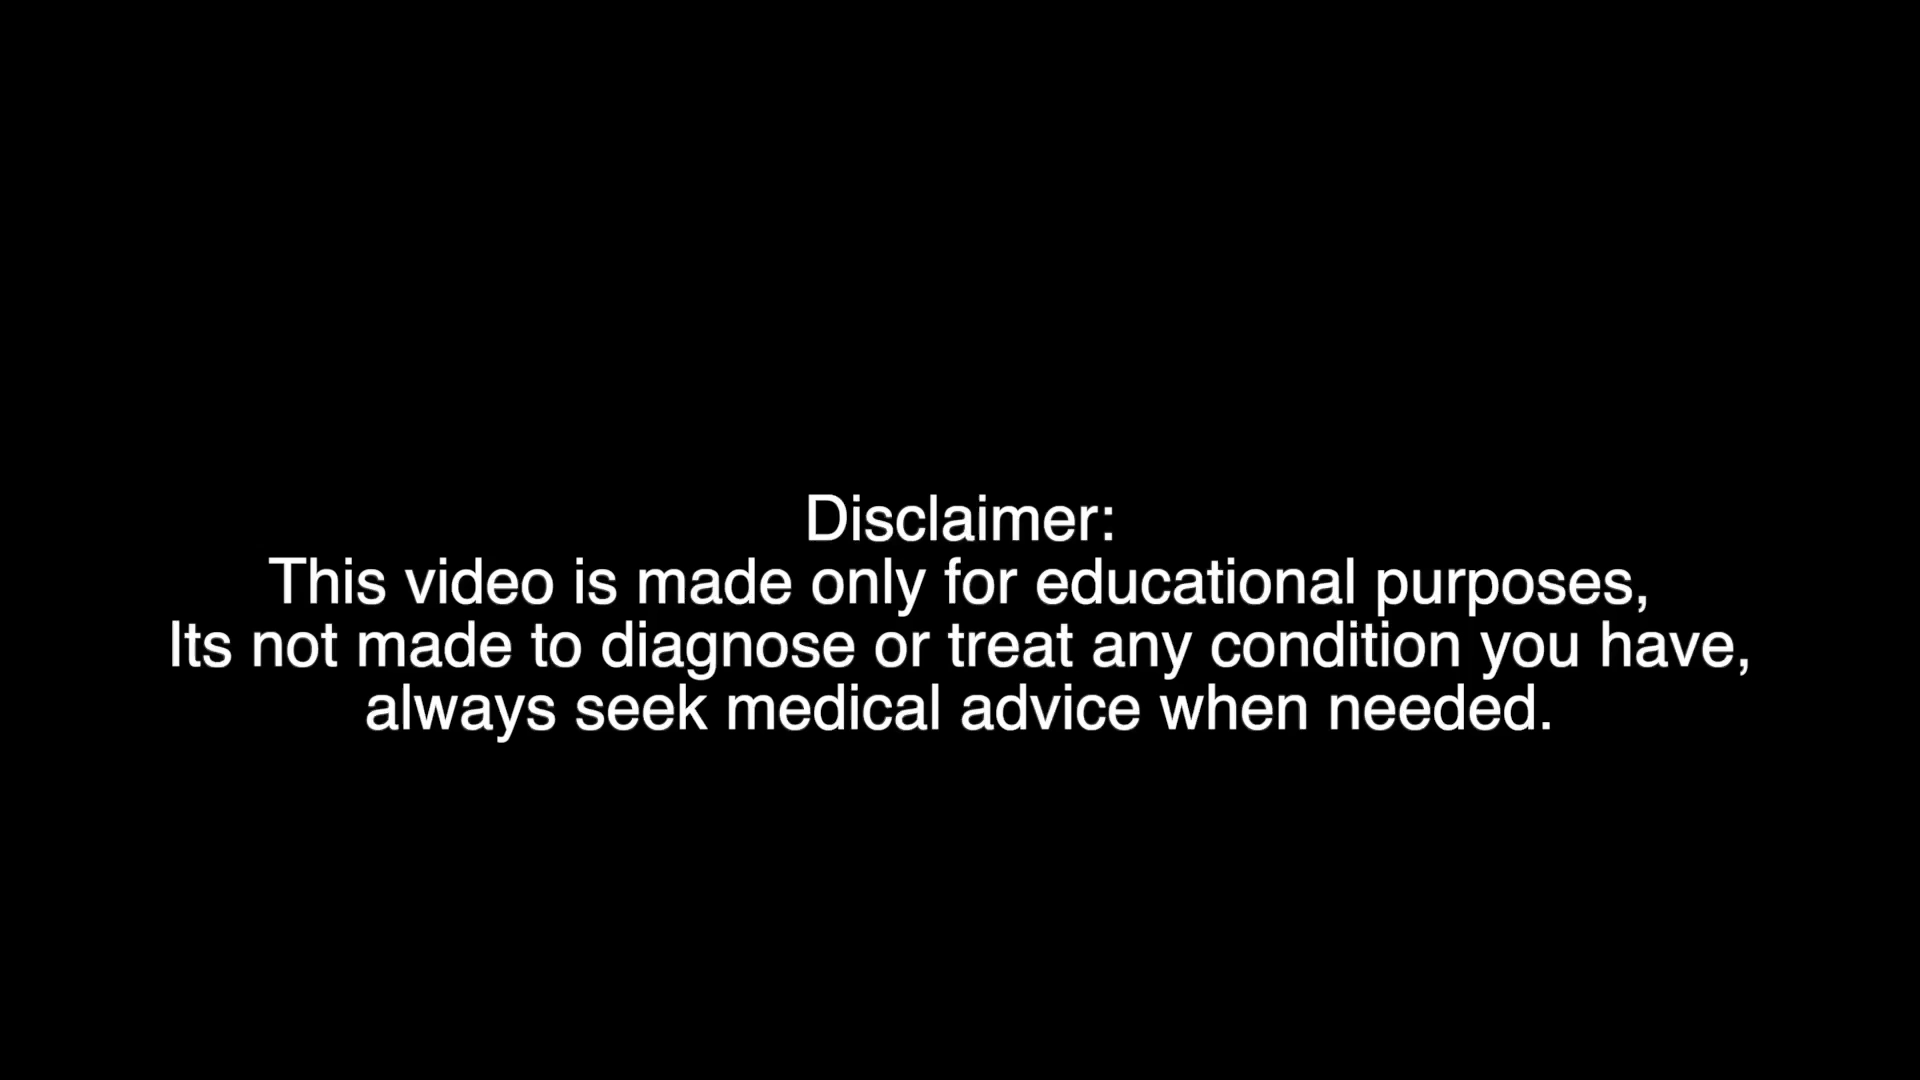 Disclaimer:
This video is made only for educational purposes,
Its not made to diagnose or treat any condition you have,
always seek medical advice when needed.